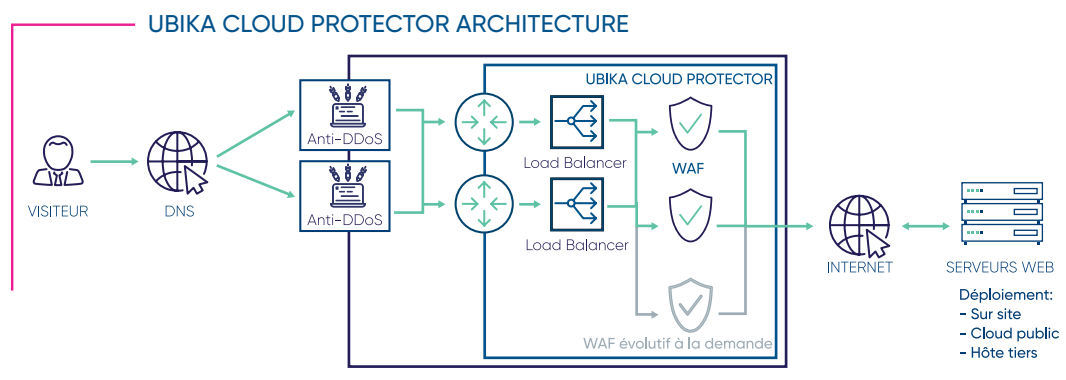 UBIKA CLOUD PROTECTOR ARCHITECTURE
UBIKA CLOUD PROTECTOR
Anti-DDoS
Load Balancer
WAF
VISITEUR
DNS
Anti-DDoS
Load Balancer
INTERNET
SERVEURS WEB
Déploiement:
- Sur site
- Cloud public
- Hôte tiers
WAF évolutif à la demande